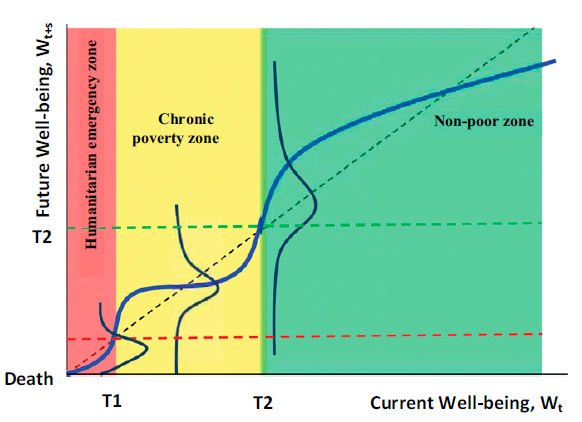 Future Well-being, Wt+s
Humanitarian emergency zone
Chronic
poverty zone
Non-poor zone
T2
Death
T1
T2
Current Well-being, Wt